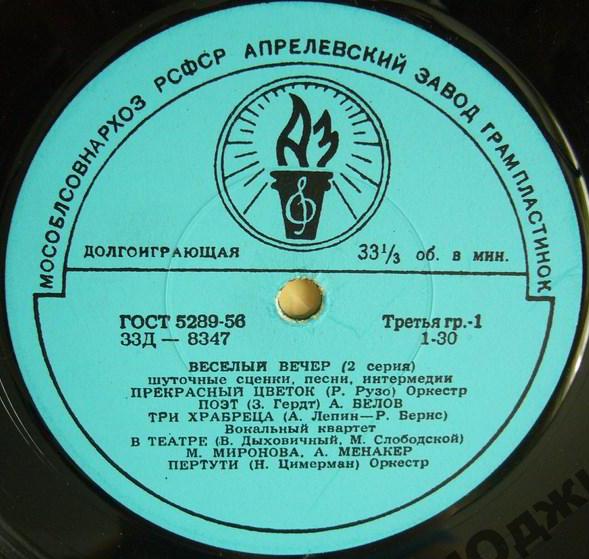 МОСОБЛСОВНАРХОЗ РСФСР АПРЕЛЕВСКИЙ ЗАВОД ГРАМПЛАСТИНОК
АЗ
ДОЛГОИГРАЮЩАЯ 33⅓ об. в мин.
ГОСТ 5289-56 Третья гр.-1
33Д — 8347 1-30
ВЕСЕЛЫЙ ВЕЧЕР (2 серия)
шуточные сценки, песни, интермедии
ПРЕКРАСНЫЙ ЦВЕТОК (Р. Рузо) Оркестр
ПОЭТ (З. Гердт) А. БЕЛОВ
ТРИ ХРАБРЕЦА (А. Лепин—Р. Бернс)
Вокальный квартет
В ТЕАТРЕ (В. Дыховичный, М. Слободской)
М. МИРОНОВА, А. МЕНАКЕР
ПЕРТУТИ (Н. Цимерман) Оркестр